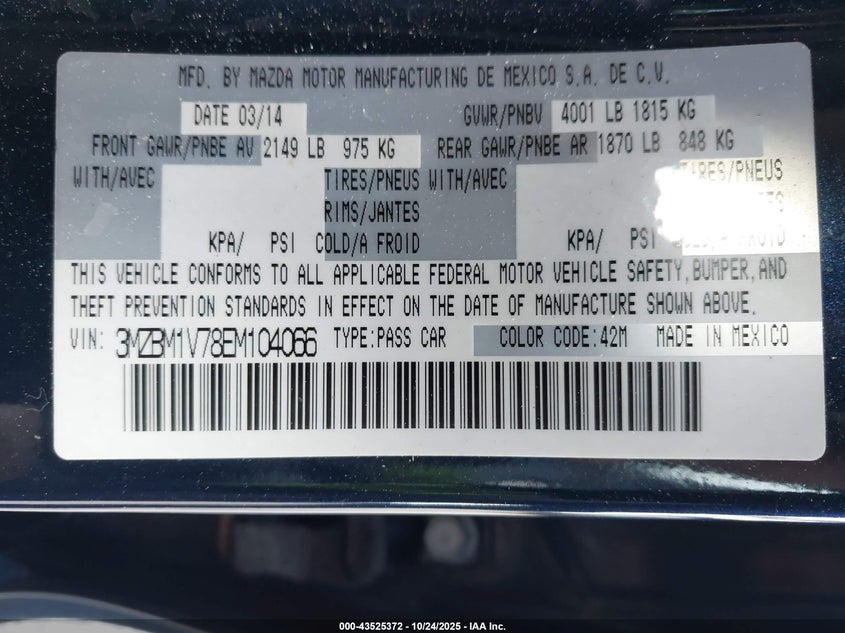 MFD. BY MAZDA MOTOR MANUFACTURING DE MEXICO S.A. DE C.V.
DATE 03/14 GVWR/PNBV 4001 LB 1815 KG
FRONT GAWR/PNBE AV 2149 LB 975 KG REAR GAWR/PNBE AR 1870 LB 848 KG
WITH/AVEC TIRES/PNEUS WITH/AVEC TIRES/PNEUS
RIMS/JANTES
KPA/ PSI COLD/A FROID KPA/ PSI COLD/A FROID
THIS VEHICLE CONFORMS TO ALL APPLICABLE FEDERAL MOTOR VEHICLE SAFETY, BUMPER, AND
THEFT PREVENTION STANDARDS IN EFFECT ON THE DATE OF MANUFACTURE SHOWN ABOVE.
VIN: 3MZBM1V78EM104066 TYPE:PASS CAR COLOR CODE:42M MADE IN MEXICO
000-43525372 • 10/24/2025 • IAA Inc.